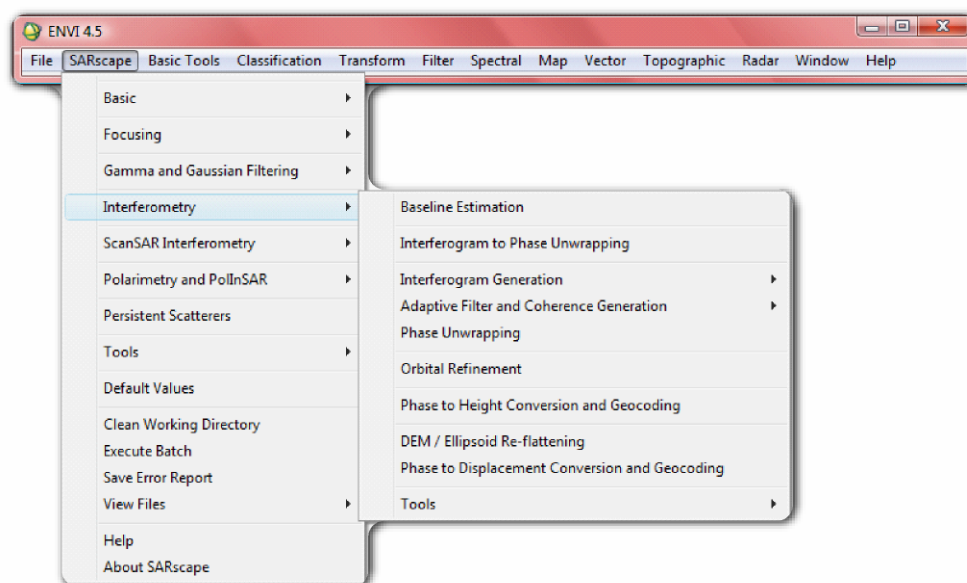 ENVI 4.5
File SARscape Basic Tools Classification Transform Filter Spectral Map Vector Topographic Radar Window Help
Basic
Focusing
Gamma and Gaussian Filtering
Interferometry
ScanSAR Interferometry
Polarimetry and PolInSAR
Persistent Scatterers
Tools
Default Values
Clean Working Directory
Execute Batch
Save Error Report
View Files
Help
About SARscape
Baseline Estimation
Interferogram to Phase Unwrapping
Interferogram Generation
Adaptive Filter and Coherence Generation
Phase Unwrapping
Orbital Refinement
Phase to Height Conversion and Geocoding
DEM / Ellipsoid Re-flattening
Phase to Displacement Conversion and Geocoding
Tools